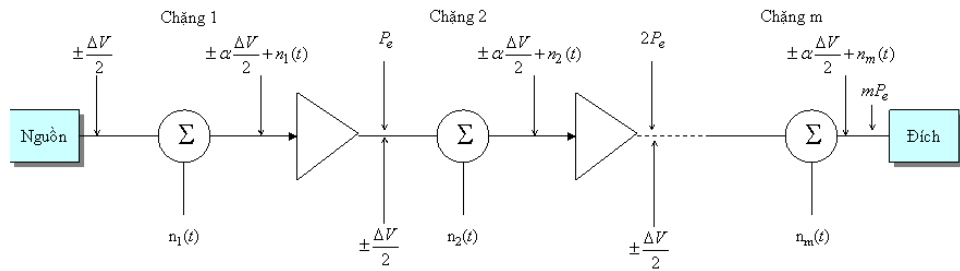 Chặng 1
Chặng 2
Chặng m
±ΔV/2
±αΔV/2+n₁(t)
Pₑ
±αΔV/2+n₂(t)
2Pₑ
±αΔV/2+nₘ(t)
mPₑ
Nguồn
Σ
Σ
Σ
Đích
n₁(t)
±ΔV/2
n₂(t)
±ΔV/2
nₘ(t)